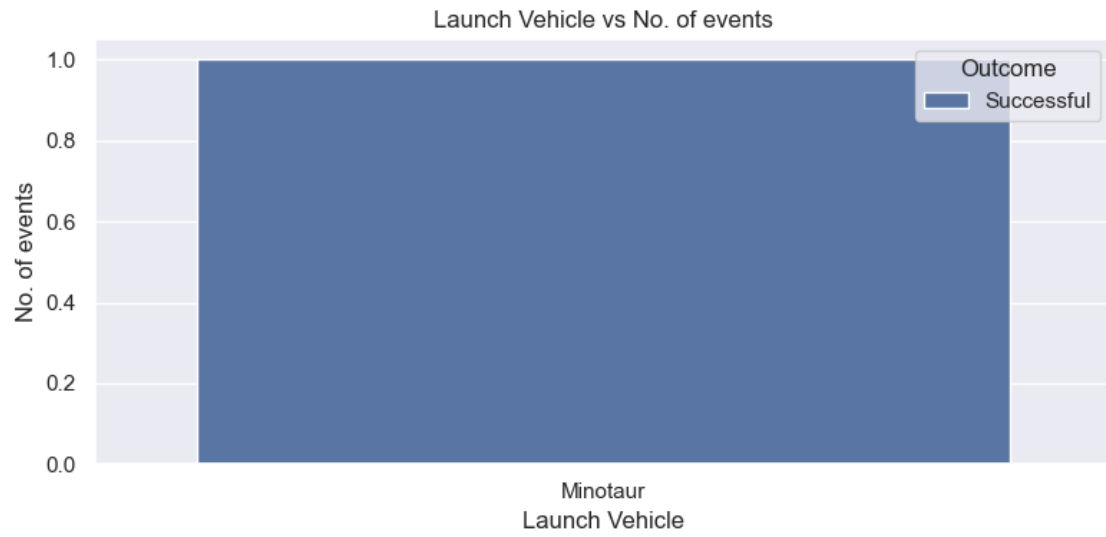 Launch Vehicle vs No. of events
1.0
0.8
0.6
0.4
0.2
0.0
No. of events
Outcome
Successful
Minotaur
Launch Vehicle